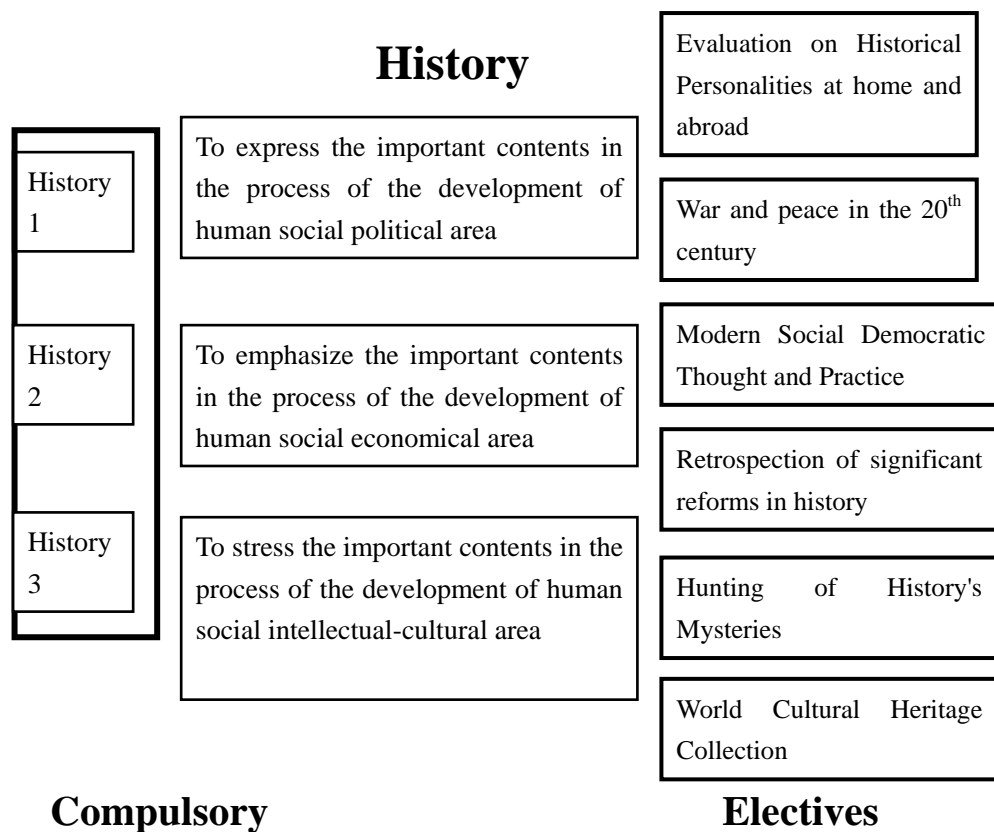 History
History
1
To express the important contents in
the process of the development of
human social political area
History
2
To emphasize the important contents
in the process of the development of
human social economical area
History
3
To stress the important contents in the
process of the development of human
social intellectual-cultural area
Evaluation on Historical
Personalities at home and
abroad
War and peace in the 20th
century
Modern Social Democratic
Thought and Practice
Retrospection of significant
reforms in history
Hunting of History's
Mysteries
World Cultural Heritage
Collection
Compulsory
Electives